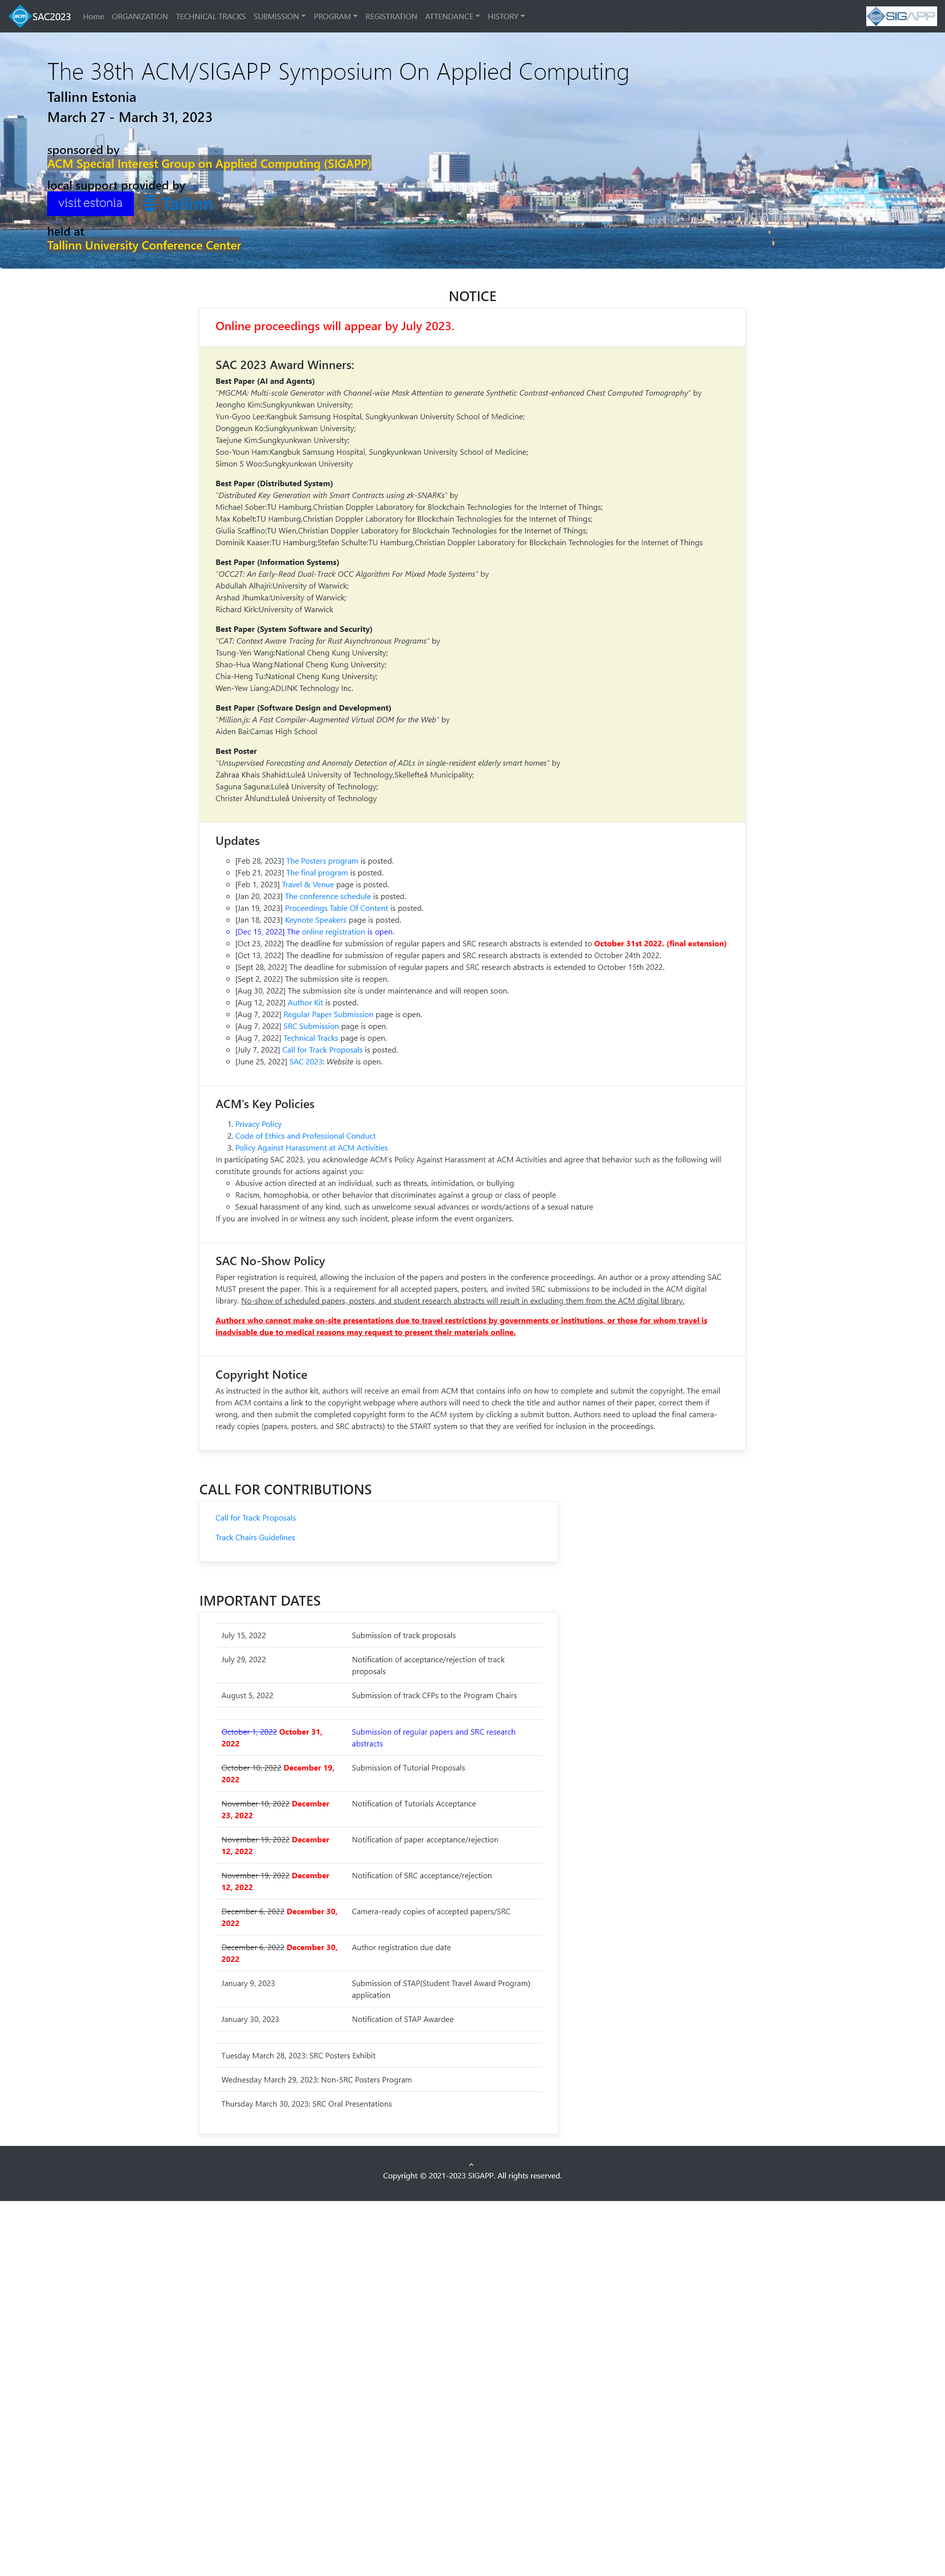 acm SAC2023 Home ORGANIZATION TECHNICAL TRACKS SUBMISSION PROGRAM REGISTRATION ATTENDANCE HISTORY SIGAPP
The 38th ACM/SIGAPP Symposium On Applied Computing
Tallinn Estonia
March 27 - March 31, 2023
sponsored by
ACM Special Interest Group on Applied Computing (SIGAPP)
local support provided by
visit estonia Tallinn
held at
Tallinn University Conference Center
NOTICE
Online proceedings will appear by July 2023.
SAC 2023 Award Winners:
Best Paper (AI and Agents)
"MGCMA: Multi-scale Generator with Channel-wise Mask Attention to generate Synthetic Contrast-enhanced Chest Computed Tomography" by
Jeongho Kim:Sungkyunkwan University;
Yun-Gyoo Lee:Kangbuk Samsung Hospital, Sungkyunkwan University School of Medicine;
Donggeun Ko:Sungkyunkwan University;
Taejune Kim:Sungkyunkwan University;
Soo-Youn Ham:Kangbuk Samsung Hospital, Sungkyunkwan University School of Medicine;
Simon S Woo:Sungkyunkwan University
Best Paper (Distributed System)
"Distributed Key Generation with Smart Contracts using zk-SNARKs" by
Michael Sober:TU Hamburg,Christian Doppler Laboratory for Blockchain Technologies for the Internet of Things;
Max Kobelt:TU Hamburg,Christian Doppler Laboratory for Blockchain Technologies for the Internet of Things;
Giulia Scaffino:TU Wien,Christian Doppler Laboratory for Blockchain Technologies for the Internet of Things;
Dominik Kaaser:TU Hamburg;Stefan Schulte:TU Hamburg,Christian Doppler Laboratory for Blockchain Technologies for the Internet of Things
Best Paper (Information Systems)
"OCC2T: An Early-Read Dual-Track OCC Algorithm For Mixed Mode Systems" by
Abdullah Alhajri:University of Warwick;
Arshad Jhumka:University of Warwick;
Richard Kirk:University of Warwick
Best Paper (System Software and Security)
"CAT: Context Aware Tracing for Rust Asynchronous Programs" by
Tsung-Yen Wang:National Cheng Kung University;
Shao-Hua Wang:National Cheng Kung University;
Chia-Heng Tu:National Cheng Kung University;
Wen-Yew Liang:ADLINK Technology Inc.
Best Paper (Software Design and Development)
"Million.js: A Fast Compiler-Augmented Virtual DOM for the Web" by
Aiden Bai:Camas High School
Best Poster
"Unsupervised Forecasting and Anomaly Detection of ADLs in single-resident elderly smart homes" by
Zahraa Khais Shahid:Luleå University of Technology,Skellefteå Municipality;
Saguna Saguna:Luleå University of Technology;
Christer Åhlund:Luleå University of Technology
Updates
[Feb 28, 2023] The Posters program is posted.
[Feb 21, 2023] The final program is posted.
[Feb 1, 2023] Travel & Venue page is posted.
[Jan 20, 2023] The conference schedule is posted.
[Jan 19, 2023] Proceedings Table Of Content is posted.
[Jan 18, 2023] Keynote Speakers page is posted.
[Dec 15, 2022] The online registration is open.
[Oct 23, 2022] The deadline for submission of regular papers and SRC research abstracts is extended to October 31st 2022. (final extension)
[Oct 13, 2022] The deadline for submission of regular papers and SRC research abstracts is extended to October 24th 2022.
[Sept 28, 2022] The deadline for submission of regular papers and SRC research abstracts is extended to October 15th 2022.
[Sept 2, 2022] The submission site is reopen.
[Aug 30, 2022] The submission site is under maintenance and will reopen soon.
[Aug 12, 2022] Author Kit is posted.
[Aug 7, 2022] Regular Paper Submission page is open.
[Aug 7, 2022] SRC Submission page is open.
[Aug 7, 2022] Technical Tracks page is open.
[July 7, 2022] Call for Track Proposals is posted.
[June 25, 2022] SAC 2023: Website is open.
ACM's Key Policies
1. Privacy Policy
2. Code of Ethics and Professional Conduct
3. Policy Against Harassment at ACM Activities
In participating SAC 2023, you acknowledge ACM's Policy Against Harassment at ACM Activities and agree that behavior such as the following will
constitute grounds for actions against you:
Abusive action directed at an individual, such as threats, intimidation, or bullying
Racism, homophobia, or other behavior that discriminates against a group or class of people
Sexual harassment of any kind, such as unwelcome sexual advances or words/actions of a sexual nature
If you are involved in or witness any such incident, please inform the event organizers.
SAC No-Show Policy
Paper registration is required, allowing the inclusion of the papers and posters in the conference proceedings. An author or a proxy attending SAC
MUST present the paper. This is a requirement for all accepted papers, posters, and invited SRC submissions to be included in the ACM digital
library. No-show of scheduled papers, posters, and student research abstracts will result in excluding them from the ACM digital library.
Authors who cannot make on-site presentations due to travel restrictions by governments or institutions, or those for whom travel is
inadvisable due to medical reasons may request to present their materials online.
Copyright Notice
As instructed in the author kit, authors will receive an email from ACM that contains info on how to complete and submit the copyright. The email
from ACM contains a link to the copyright webpage where authors will need to check the title and author names of their paper, correct them if
wrong, and then submit the completed copyright form to the ACM system by clicking a submit button. Authors need to upload the final camera-
ready copies (papers, posters, and SRC abstracts) to the START system so that they are verified for inclusion in the proceedings.
CALL FOR CONTRIBUTIONS
Call for Track Proposals
Track Chairs Guidelines
IMPORTANT DATES
July 15, 2022 Submission of track proposals
July 29, 2022 Notification of acceptance/rejection of track
proposals
August 5, 2022 Submission of track CFPs to the Program Chairs
October 1, 2022 October 31, Submission of regular papers and SRC research
2022 abstracts
October 10, 2022 December 19, Submission of Tutorial Proposals
2022
November 10, 2022 December Notification of Tutorials Acceptance
23, 2022
November 19, 2022 December Notification of paper acceptance/rejection
12, 2022
November 19, 2022 December Notification of SRC acceptance/rejection
12, 2022
December 6, 2022 December 30, Camera-ready copies of accepted papers/SRC
2022
December 6, 2022 December 30, Author registration due date
2022
January 9, 2023 Submission of STAP(Student Travel Award Program)
application
January 30, 2023 Notification of STAP Awardee
Tuesday March 28, 2023: SRC Posters Exhibit
Wednesday March 29, 2023: Non-SRC Posters Program
Thursday March 30, 2023: SRC Oral Presentations
Copyright © 2021-2023 SIGAPP. All rights reserved.